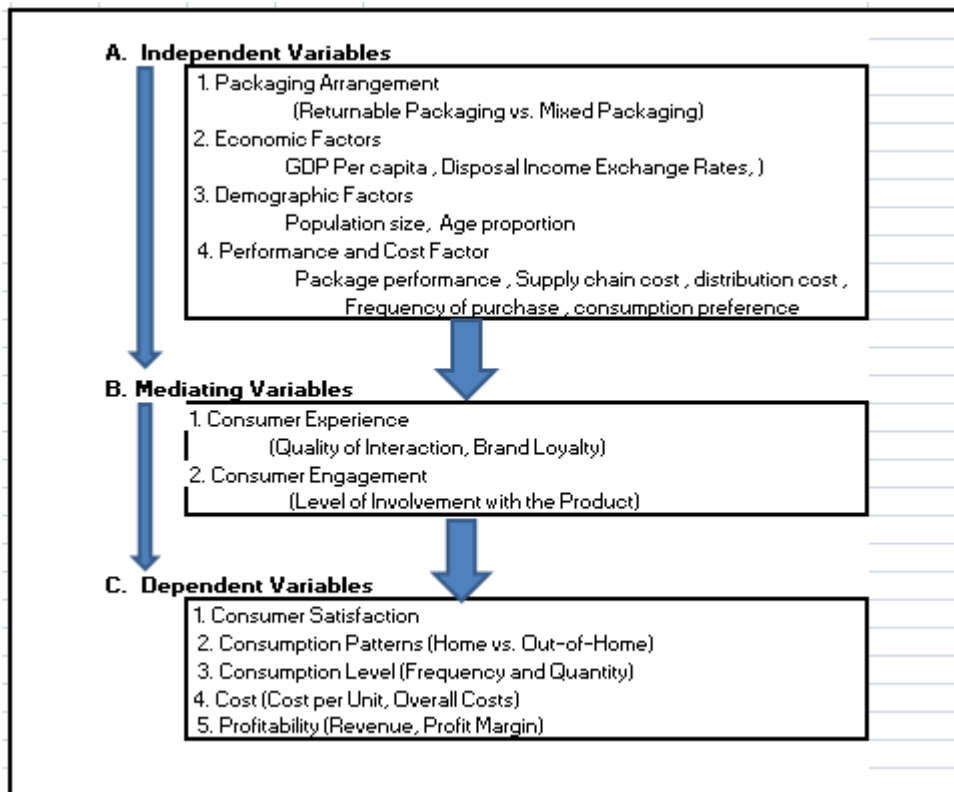 A. Independent Variables
1. Packaging Arrangement
(Returnable Packaging vs. Mixed Packaging)
2. Economic Factors
GDP Per capita , Disposal Income Exchange Rates, )
3. Demographic Factors
Population size, Age proportion
4. Performance and Cost Factor
Package performance , Supply chain cost , distribution cost ,
Frequency of purchase , consumption preference
B. Mediating Variables
1. Consumer Experience
(Quality of Interaction, Brand Loyalty)
2. Consumer Engagement
(Level of Involvement with the Product)
C. Dependent Variables
1. Consumer Satisfaction
2. Consumption Patterns (Home vs. Out-of-Home)
3. Consumption Level (Frequency and Quantity)
4. Cost (Cost per Unit, Overall Costs)
5. Profitability (Revenue, Profit Margin)